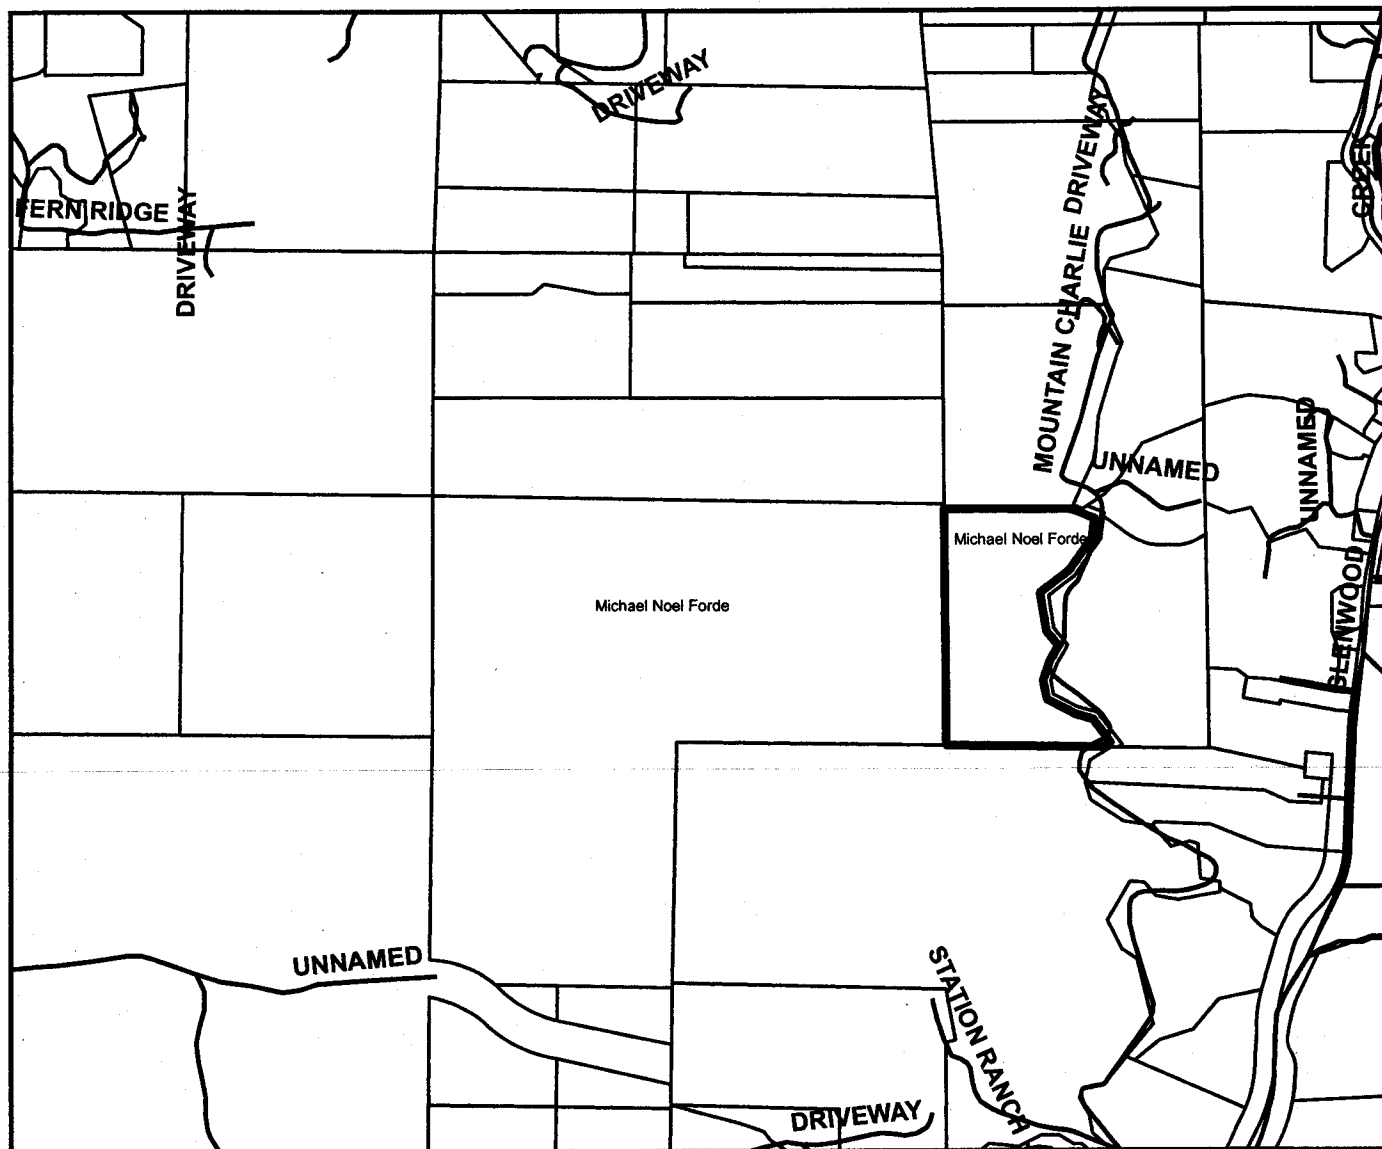 DRIVEWAY
MOUNTAIN CHARLIE DRIVEWAY
GREEN
FERN RIDGE
DRIVEWAY
UNNAMED
UNNAMED
Michael Noel Forde
Michael Noel Forde
GLENWOOD
UNNAMED
STATION RANCH
DRIVEWAY